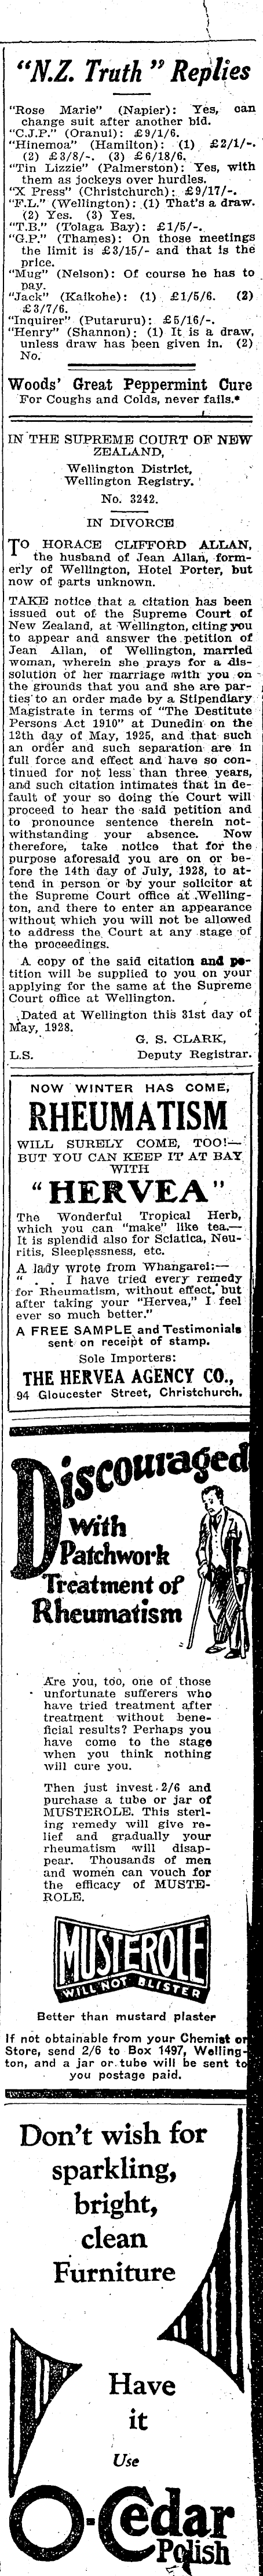 "N.Z. Truth" Replies
"Rose Marie" (Napier): Yes, can
change suit after another bid.
"C.J.P." (Oranui): £9/1/6.
"Hinemoa" (Hamilton): (1) £2/1/-.
(2) £3/8/-. (3) £6/18/6.
"Tin Lizzie" (Palmerston): Yes, with
them as jockeys over hurdles.
"X Press" (Christchurch): £9/17/-.
"F.L." (Wellington): (1) That's a draw.
(2) Yes. (3) Yes.
"T.B." (Tolaga Bay): £1/5/-.
"G.P." (Thames): On those meetings
the limit is £3/15/- and that is the
price.
"Mug" (Nelson): Of course he has to
pay.
"Jack" (Kaikohe): (1) £1/5/6. (2)
£3/7/6.
"Inquirer" (Putaruru): £5/16/-.
"Henry" (Shannon): (1) It is a draw,
unless draw has been given in. (2)
No.
Woods' Great Peppermint Cure
For Coughs and Colds, never fails.*
IN THE SUPREME COURT OF NEW
ZEALAND,
Wellington District,
Wellington Registry.
No. 3242.
IN DIVORCE
TO HORACE CLIFFORD ALLAN,
the husband of Jean Allan, form-
erly of Wellington, Hotel Porter, but
now of parts unknown.
TAKE notice that a citation has been
issued out of the Supreme Court of
New Zealand, at Wellington, citing you
to appear and answer the petition of
Jean Allan, of Wellington, married
woman, wherein she prays for a dis-
solution of her marriage with you on
the grounds that you and she are par-
ties to an order made by a Stipendiary
Magistrate in terms of "The Destitute
Persons Act 1910" at Dunedin on the
12th day of May, 1925, and that such
an order and such separation are in
full force and effect and have so con-
tinued for not less than three years,
and such citation intimates that in de-
fault of your so doing the Court will
proceed to hear the said petition and
to pronounce sentence therein not-
withstanding your absence. Now
therefore, take notice that for the
purpose aforesaid you are on or be-
fore the 14th day of July, 1928, to at-
tend in person or by your solicitor at
the Supreme Court office at Welling-
ton, and there to enter an appearance
without which you will not be allowed
to address the Court at any stage of
the proceedings.
A copy of the said citation and pe-
tition will be supplied to you on your
applying for the same at the Supreme
Court office at Wellington.
Dated at Wellington this 31st day of
May, 1928.
G. S. CLARK,
L.S. Deputy Registrar.
NOW WINTER HAS COME,
RHEUMATISM
WILL SURELY COME, TOO!—
BUT YOU CAN KEEP IT AT BAY
WITH
"HERVEA"
The Wonderful Tropical Herb,
which you can "make" like tea.—
It is splendid also for Sciatica, Neu-
ritis, Sleeplessness, etc.
A lady wrote from Whangarei:—
" . . I have tried every remedy
for Rheumatism, without effect, but
after taking your "Hervea," I feel
ever so much better."
A FREE SAMPLE and Testimonials
sent on receipt of stamp.
Sole Importers:
THE HERVEA AGENCY CO.,
94 Gloucester Street, Christchurch.
Discouraged
with
Patchwork
Treatment of
Rheumatism
Are you, too, one of those
unfortunate sufferers who
have tried treatment after
treatment without bene-
ficial results? Perhaps you
have come to the stage
when you think nothing
will cure you.
Then just invest 2/6 and
purchase a tube or jar of
MUSTEROLE. This sterl-
ing remedy will give re-
lief and gradually your
rheumatism will disap-
pear. Thousands of men
and women can vouch for
the efficacy of MUSTE-
ROLE.
MUSTEROLE
WILL NOT BLISTER
Better than mustard plaster
If not obtainable from your Chemist or
Store, send 2/6 to Box 1497, Welling-
ton, and a jar or tube will be sent to
you postage paid.
Don't wish for
sparkling,
bright,
clean
Furniture
Have
it
Use
O-Cedar
Polish